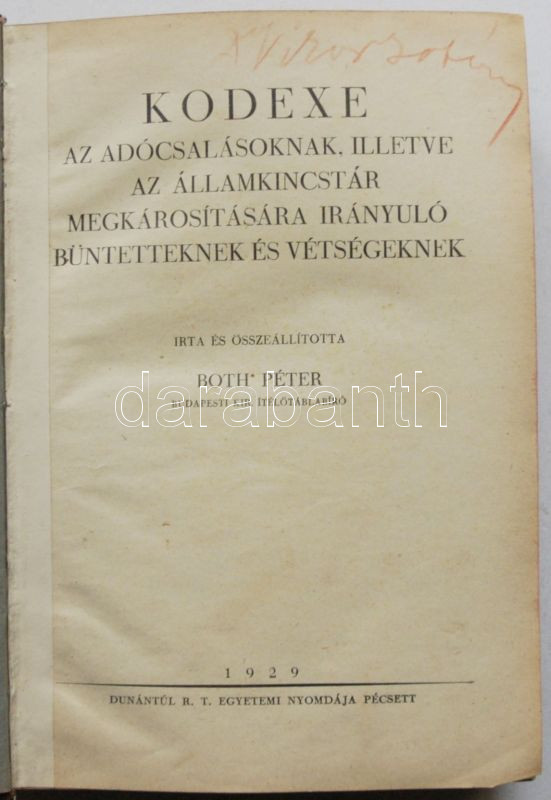 KODEXE
AZ ADÓCSALÁSOKNAK, ILLETVE
AZ ÁLLAMKINCSTÁR
MEGKÁROSÍTÁSÁRA IRÁNYULÓ
BÜNTETTEKNEK ÉS VÉTSÉGEKNEK
IRTA ÉS ÖSSZEÁLLÍTOTTA
BOTH PÉTER
BUDAPESTI KIR. ÍTÉLŐTÁBLABÍRÓ
darabanth
1929
DUNÁNTÚL R. T. EGYETEMI NYOMDÁJA PÉCSETT